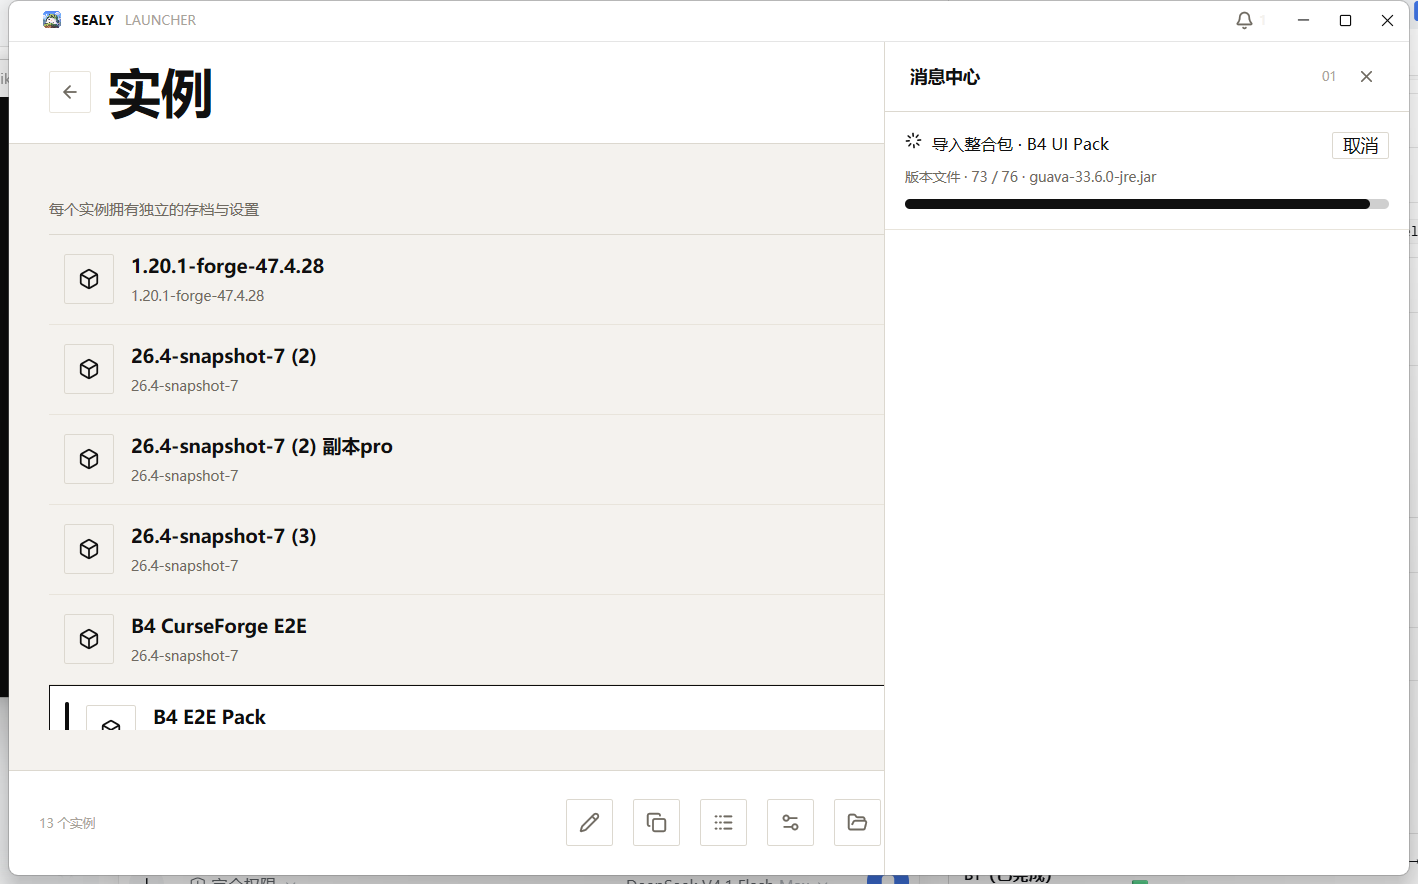 SEALY LAUNCHER
1
实例
每个实例拥有独立的存档与设置
1.20.1-forge-47.4.28
1.20.1-forge-47.4.28
26.4-snapshot-7 (2)
26.4-snapshot-7
26.4-snapshot-7 (2) 副本pro
26.4-snapshot-7
26.4-snapshot-7 (3)
26.4-snapshot-7
B4 CurseForge E2E
26.4-snapshot-7
B4 E2E Pack
13 个实例
消息中心
01
导入整合包 · B4 UI Pack
取消
版本文件 · 73 / 76 · guava-33.6.0-jre.jar